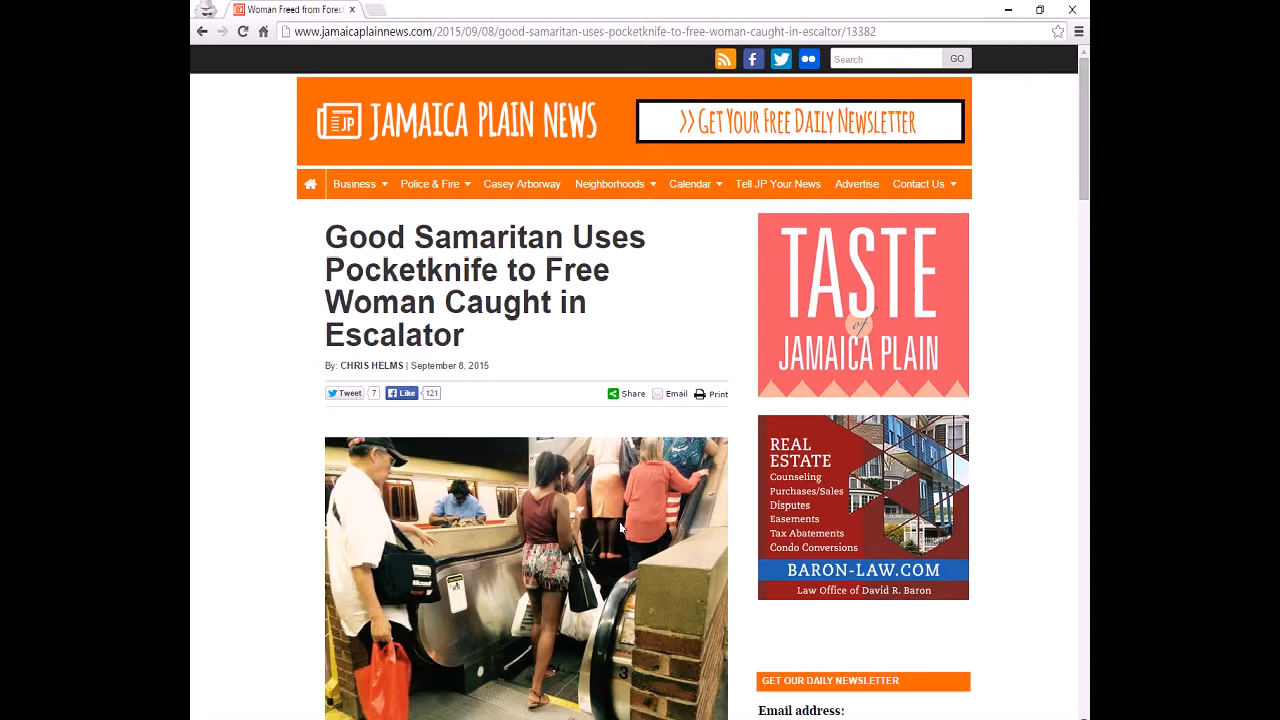 Woman Freed from Forest
www.jamaicaplainnews.com/2015/09/08/good-samaritan-uses-pocketknife-to-free-woman-caught-in-escaltor/13382
Search
GO
JP
JAMAICA PLAIN NEWS
>> GET YOUR FREE DAILY NEWSLETTER
Business
Police & Fire
Casey Arborway
Neighborhoods
Calendar
Tell JP Your News
Advertise
Contact Us
Good Samaritan Uses
Pocketknife to Free
Woman Caught in
Escalator
By: CHRIS HELMS | September 8, 2015
Tweet 7 Like 121
Share Email Print
3
TASTE
of
JAMAICA PLAIN
REAL
ESTATE
Counseling
Purchases/Sales
Disputes
Easements
Tax Abatements
Condo Conversions
BARON-LAW.COM
Law Office of David R. Baron
GET OUR DAILY NEWSLETTER
Email address: